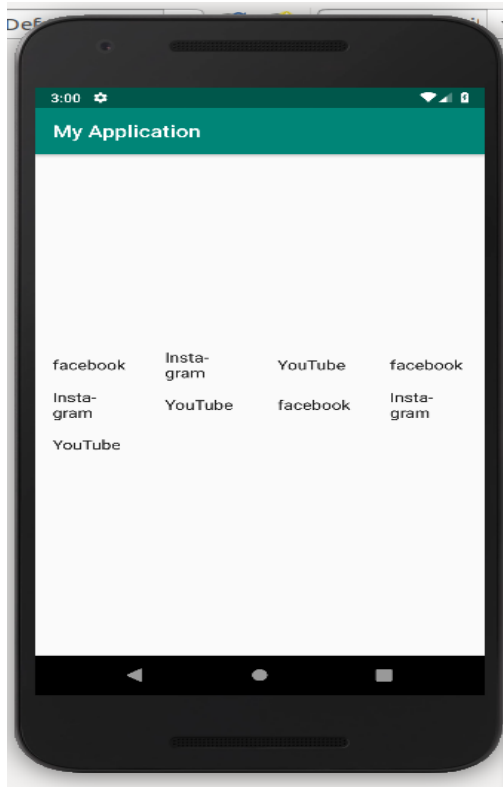 Def
3:00
My Application
facebook Insta-
gram YouTube facebook
Insta-
gram YouTube facebook Insta-
gram
YouTube